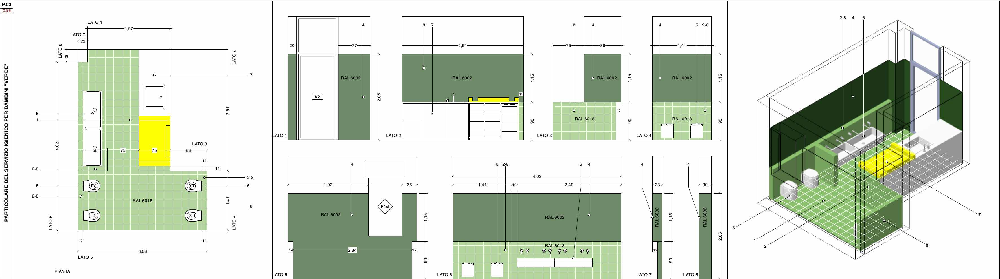 P.03
C.3.5
PARTICOLARE DEL SERVIZIO IGIENICO PER BAMBINI "VERDE"
LATO 1
1,97
LATO 7
23
LATO 8
30
LATO 2
7
2,91
6
1
4,02
58
75
75
88
LATO 3
12
12
2-8
2-8
6
6
2-8
RAL 6018
1,41
9
LATO 6
LATO 4
12
12
3,08
LATO 5
PIANTA
20
77
4
RAL 6002
V2
2,05
LATO 1
3
7
2,91
RAL 6002
1,15
12
90
LATO 2
2
4
75
88
RAL 6002
1,15
12
RAL 6018
90
LATO 3
4
5
2-8
1,41
RAL 6002
1,15
RAL 6018
90
LATO 4
4
1,92
36
F1d
RAL 6002
1,15
12
2,84
12
90
LATO 5
5
2-8
6
4
4,02
1,41
12
2,49
RAL 6002
RAL 6018
LATO 6
4
23
RAL 6002
1,15
12
90
LATO 7
4
30
RAL 6002
2,05
LATO 8
2-8
4
6
5
1
2
7
8